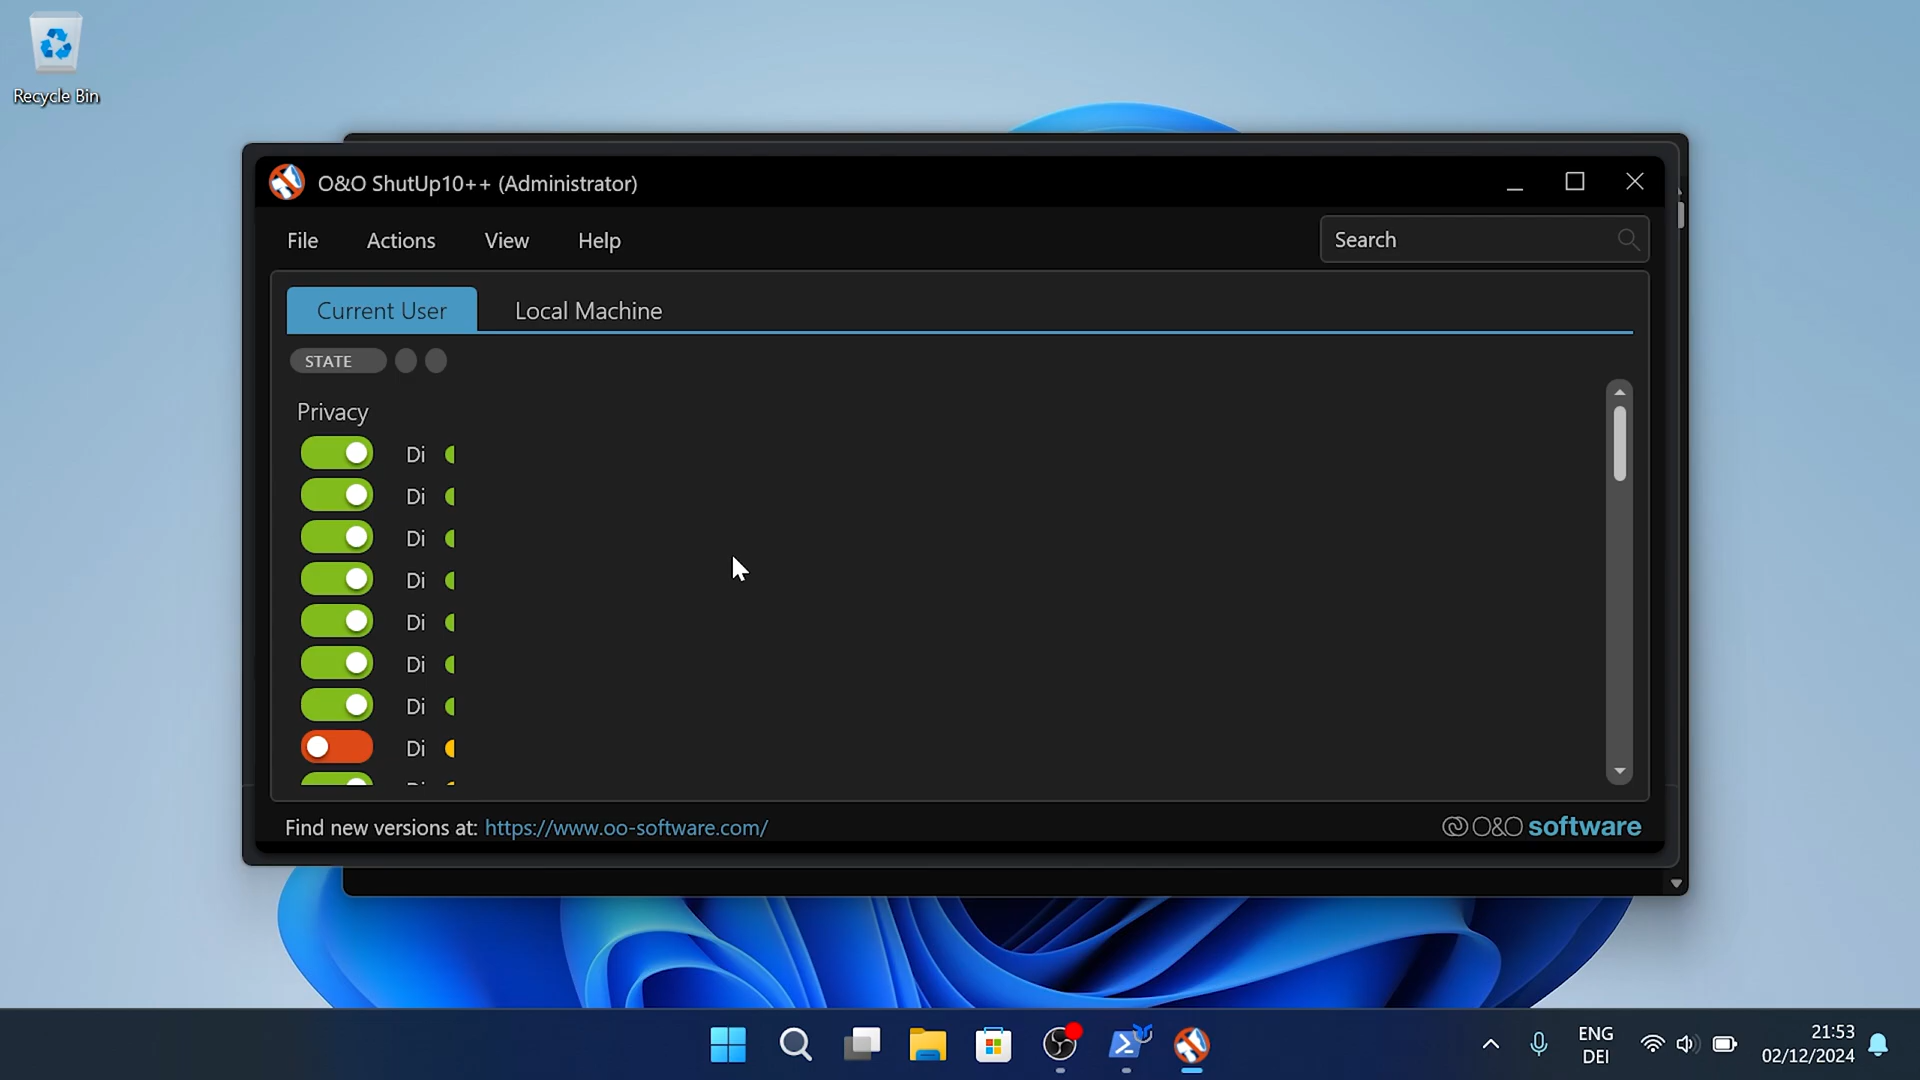 Recycle Bin
O&O ShutUp10++ (Administrator)
File Actions View Help Search
Current User Local Machine
STATE
Privacy
Di
Di
Di
Di
Di
Di
Di
Di
Find new versions at: https://www.oo-software.com/
O&O software
ENG
DEI
21:53
02/12/2024